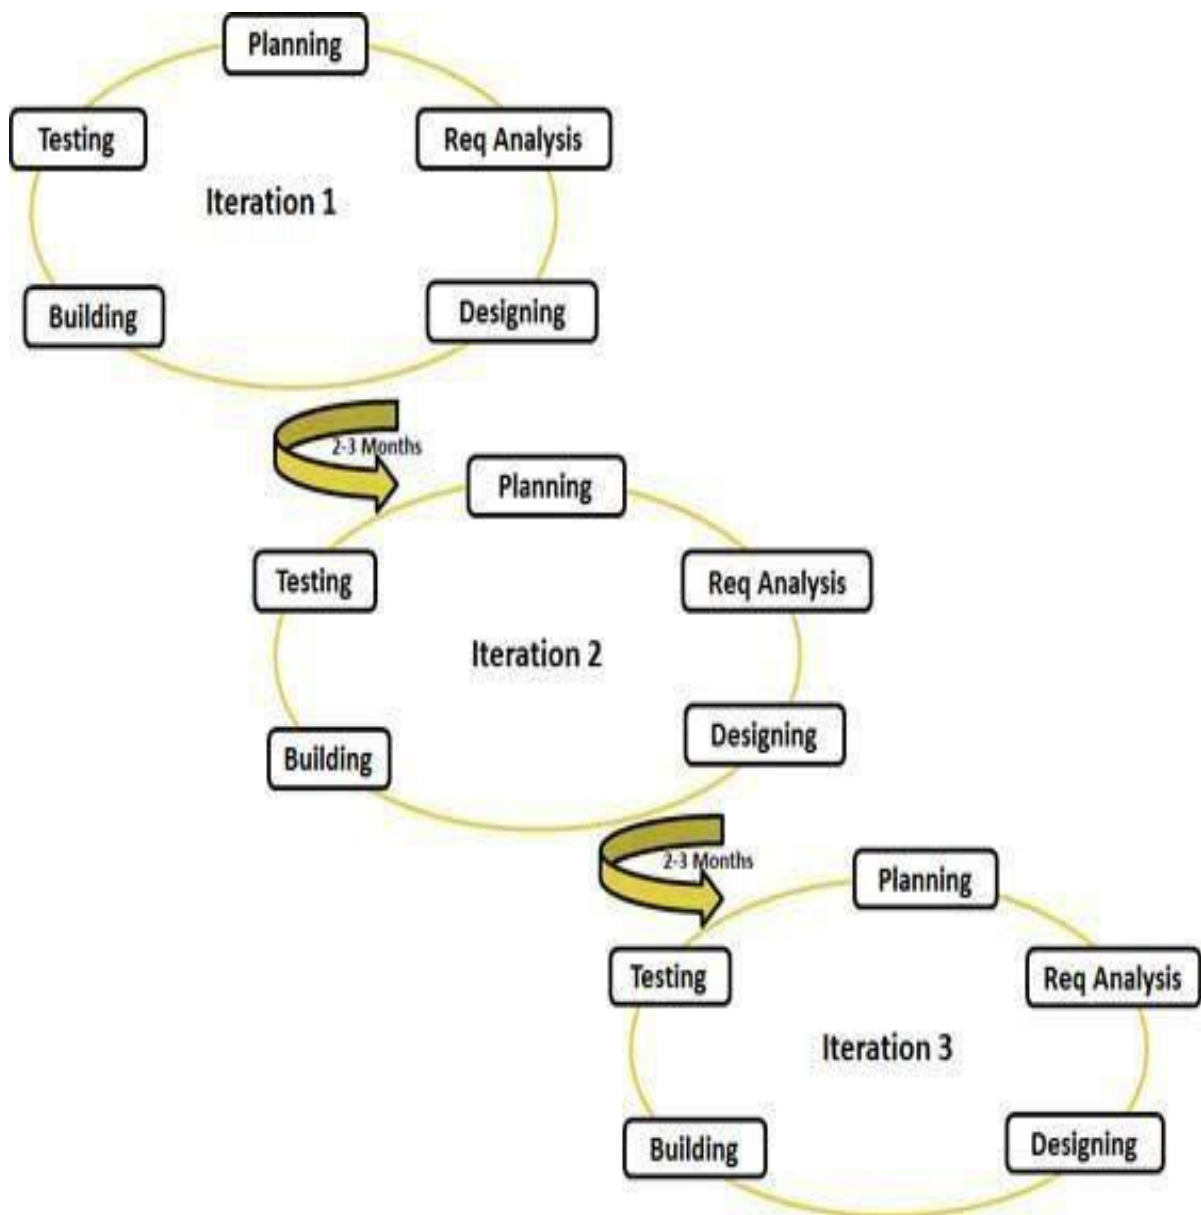 Planning
Testing
Req Analysis
Iteration 1
Building
Designing
2-3 Months
Planning
Testing
Req Analysis
Iteration 2
Building
Designing
2-3 Months
Planning
Testing
Req Analysis
Iteration 3
Building
Designing